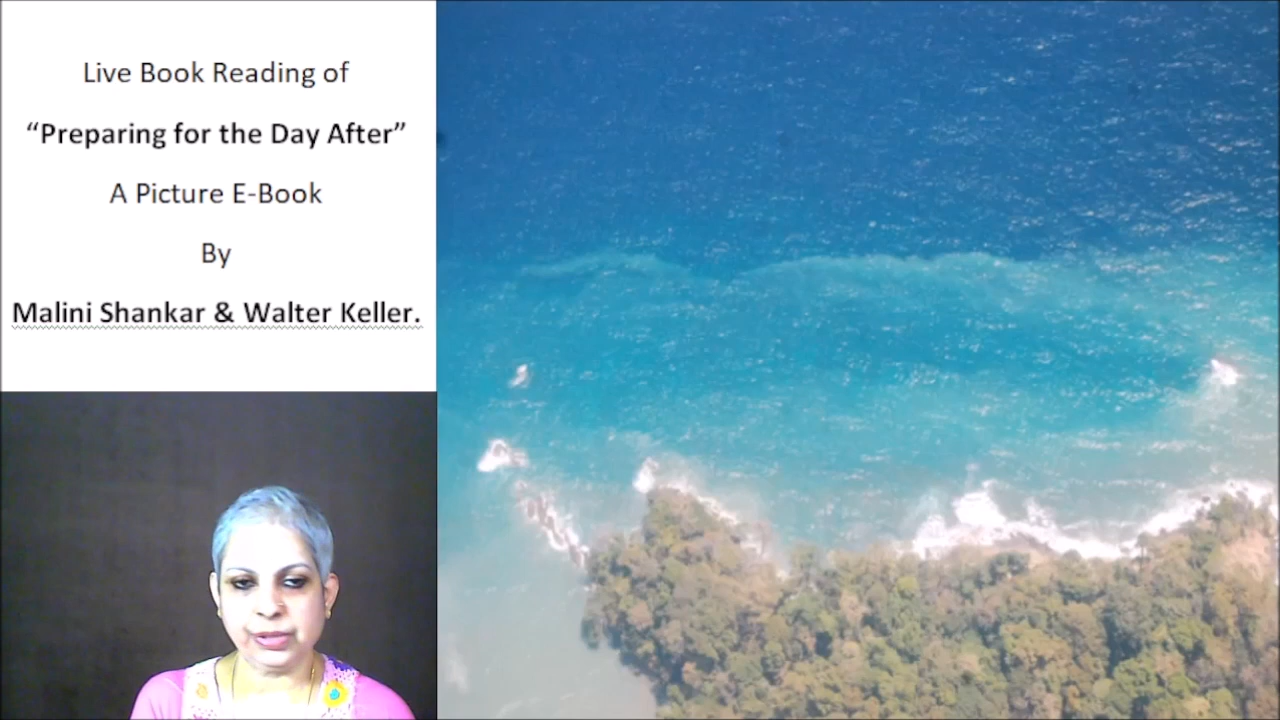 Live Book Reading of
“Preparing for the Day After”
A Picture E-Book
By
Malini Shankar & Walter Keller.